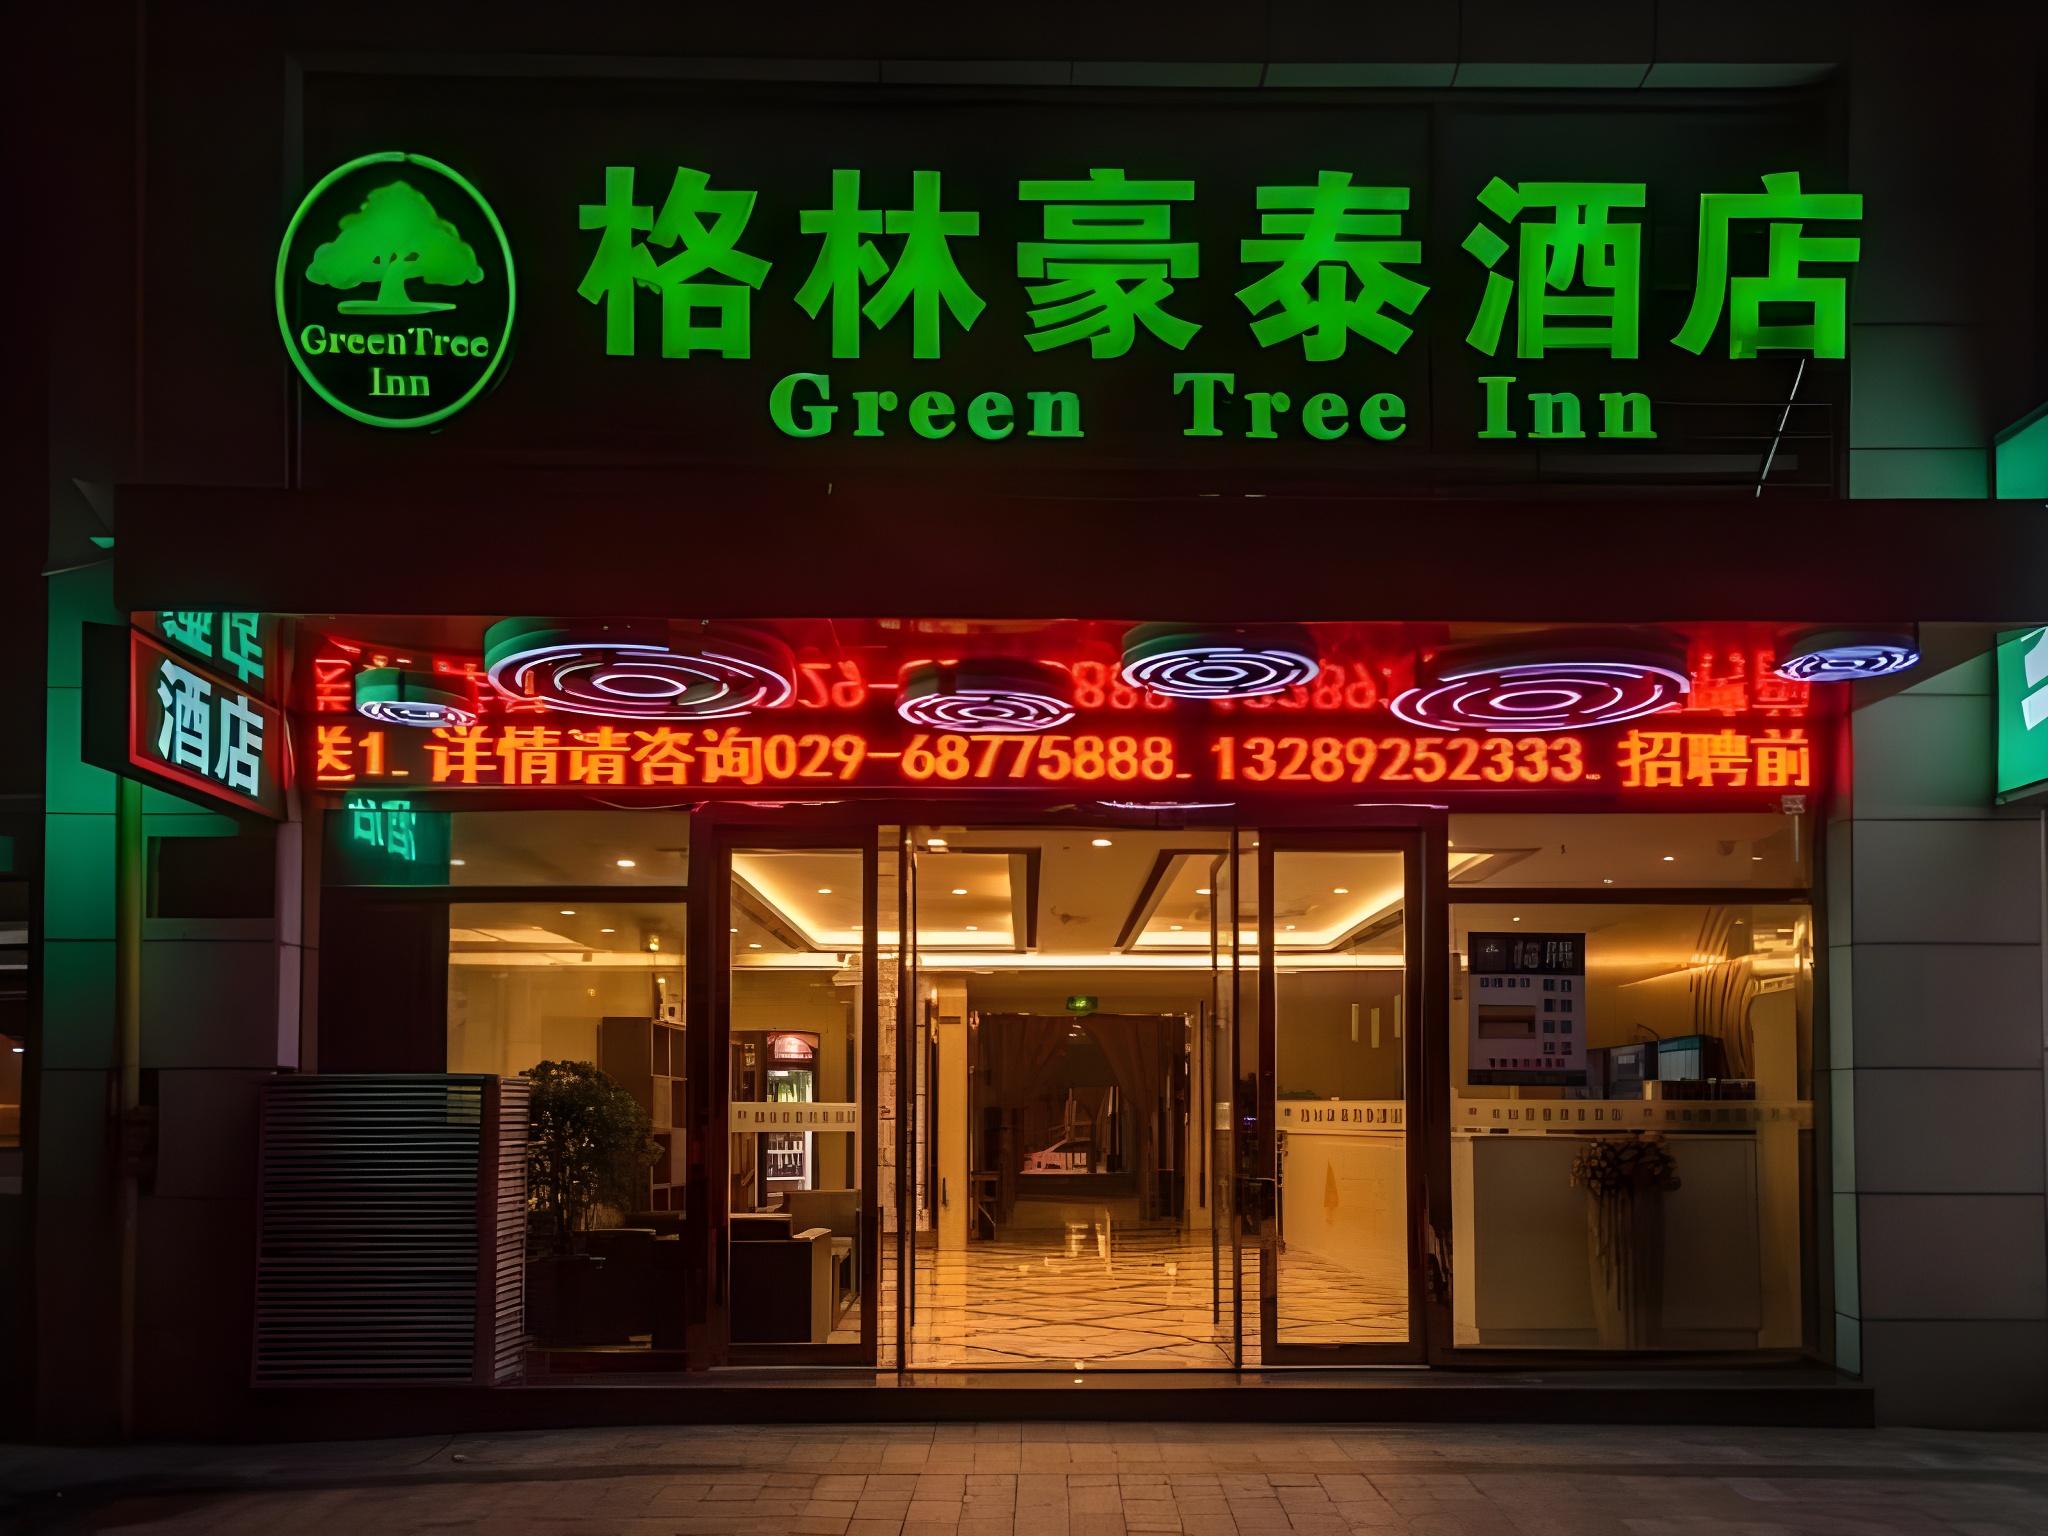 格林豪泰酒店
GreenTree
Inn
Green Tree Inn
酒店
送1. 详情请咨询029-68775888. 13289252333. 招聘前